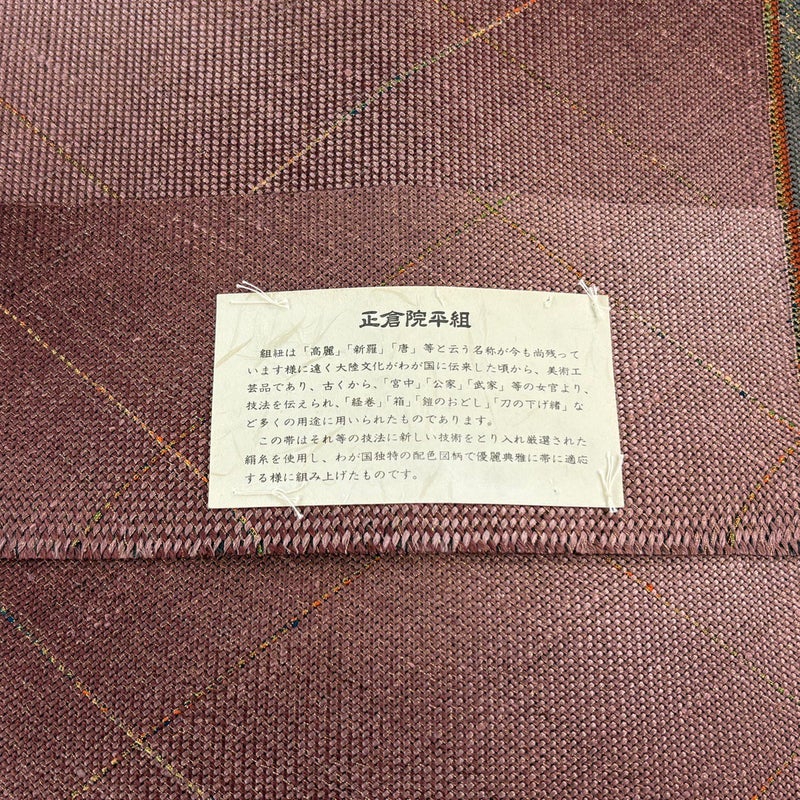 正倉院平組
組紐は「高麗」「新羅」「唐」等と云う名称が今も尚残って
います様に遠く大陸文化がわが国に伝来した頃から、美術工
芸品であり、古くから、「宮中」「公家」「武家」等の女官より、
技法を伝えられ、「経巻」「箱」「鎧のおどし」「刀の下げ緒」な
ど多くの用途に用いられたものであります。
この帯はそれ等の技法に新しい技術をとり入れ厳選された
絹糸を使用し、わが国独特の配色図柄で優麗典雅に帯に適応
する様に組み上げたものです。